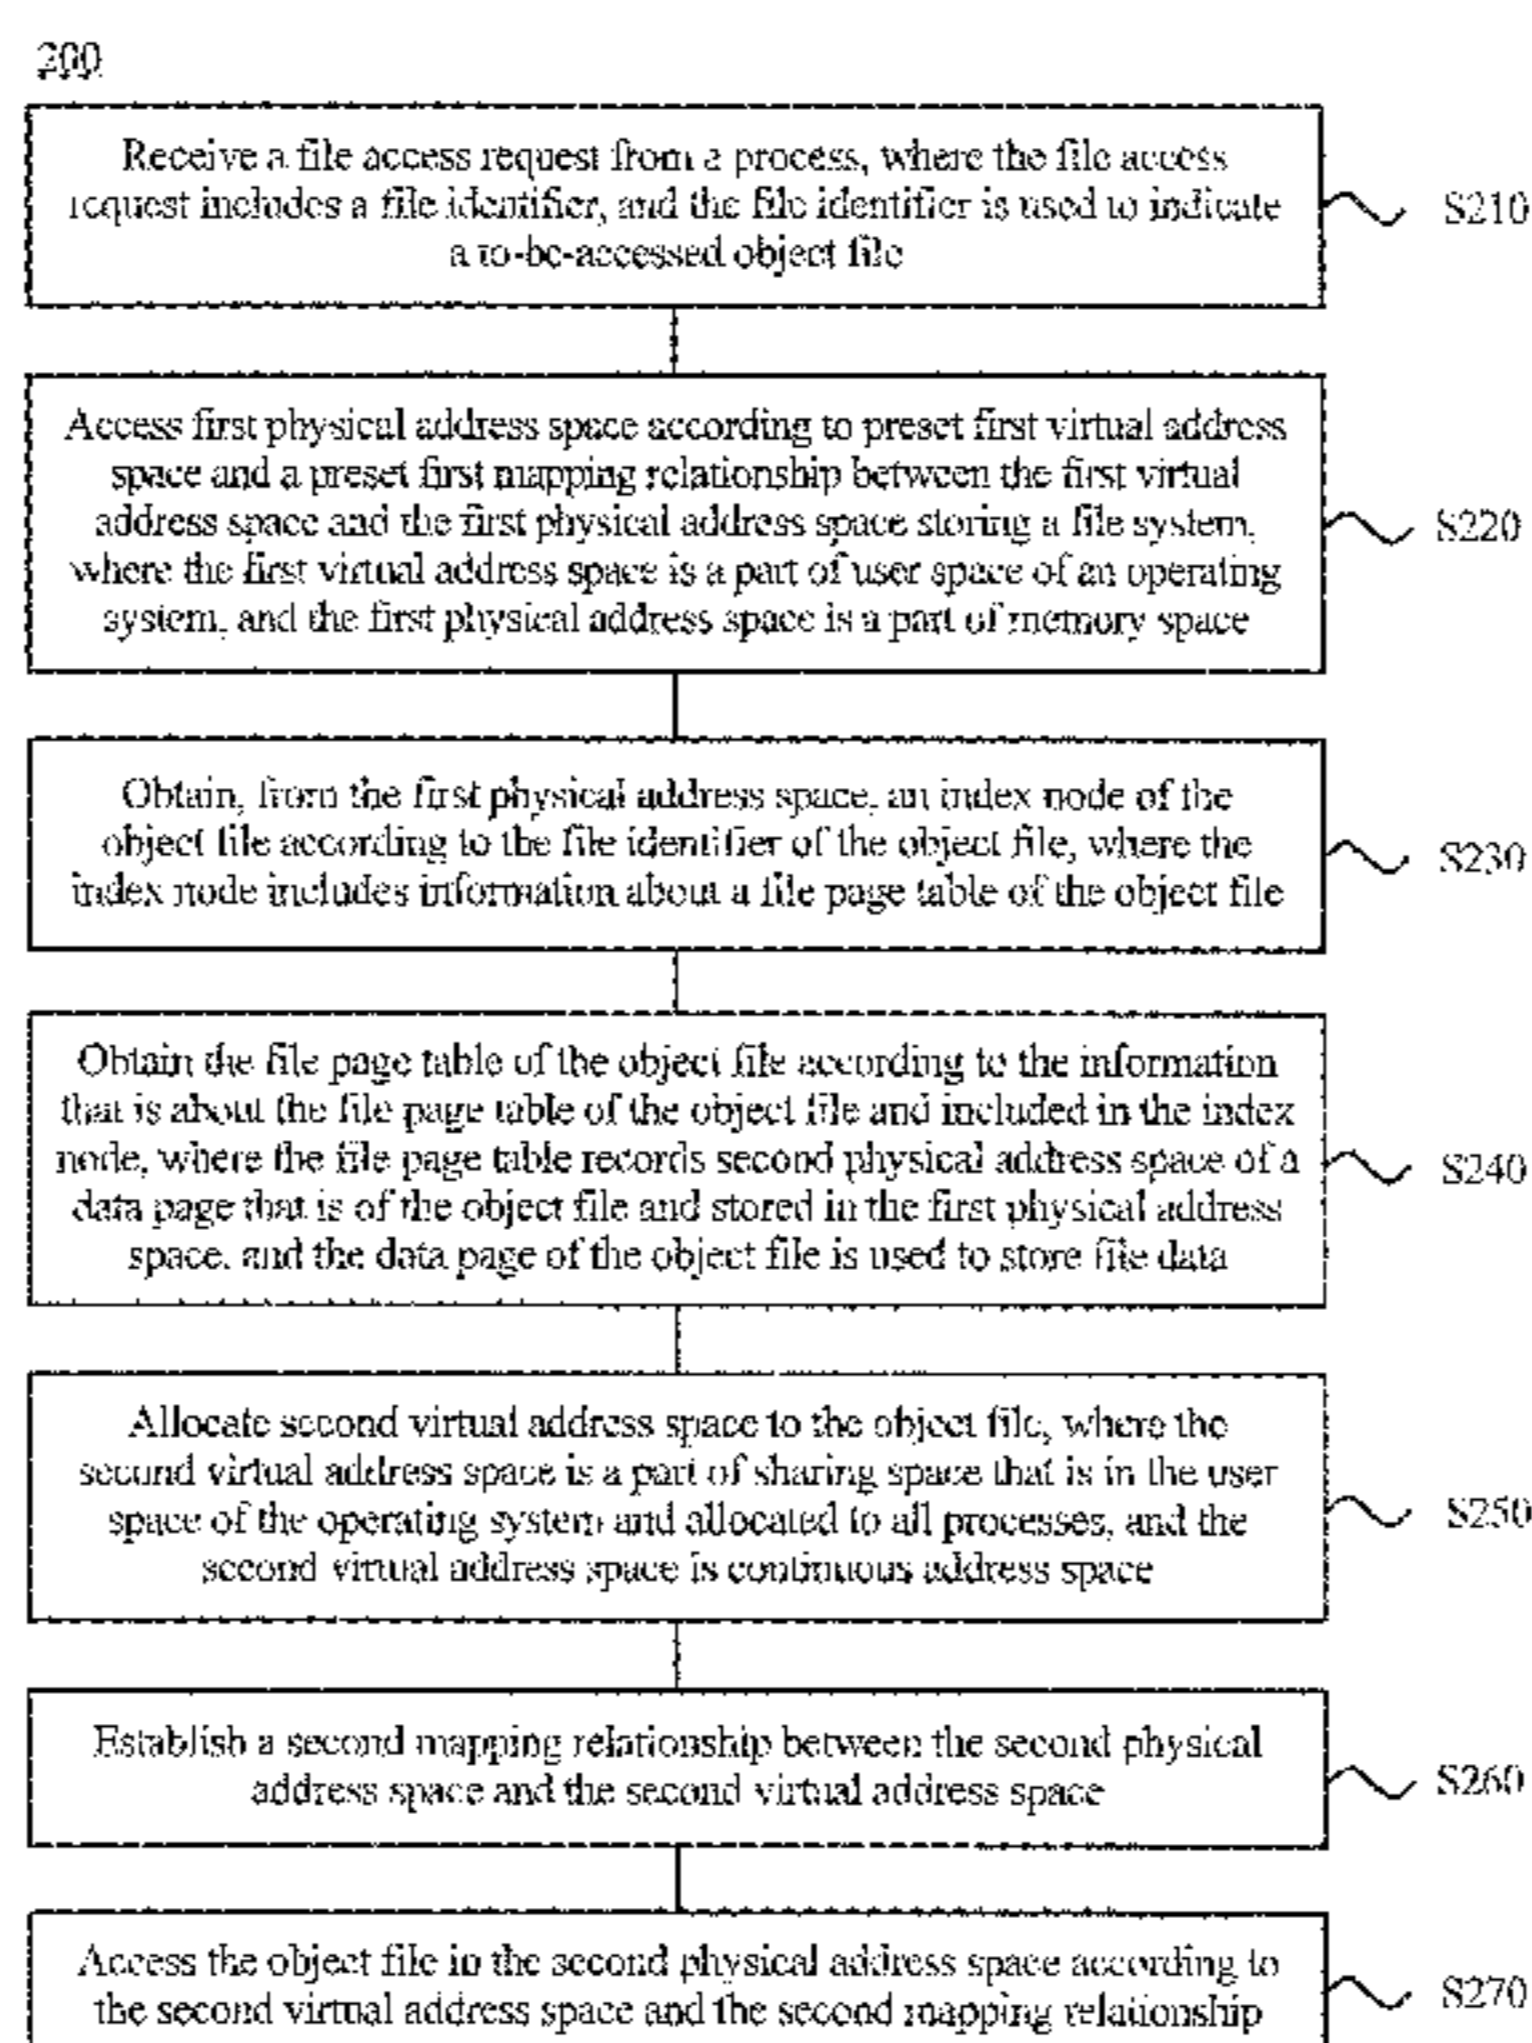 200
Receive a file access request from a process, where the file access
request includes a file identifier, and the file identifier is used to indicate
a to-be-accessed object file
S210
Access first physical address space according to preset first virtual address
space and a preset first mapping relationship between the first virtual
address space and the first physical address space storing a file system,
where the first virtual address space is a part of user space of an operating
system, and the first physical address space is a part of memory space
S220
Obtain, from the first physical address space, an index node of the
object file according to the file identifier of the object file, where the
index node includes information about a file page table of the object file
S230
Obtain the file page table of the object file according to the information
that is about the file page table of the object file and included in the index
node, where the file page table records second physical address space of a
data page that is of the object file and stored in the first physical address
space, and the data page of the object file is used to store file data
S240
Allocate second virtual address space to the object file, where the
second virtual address space is a part of sharing space that is in the user
space of the operating system and allocated to all processes, and the
second virtual address space is continuous address space
S250
Establish a second mapping relationship between the second physical
address space and the second virtual address space
S260
Access the object file in the second physical address space according to
the second virtual address space and the second mapping relationship
S270